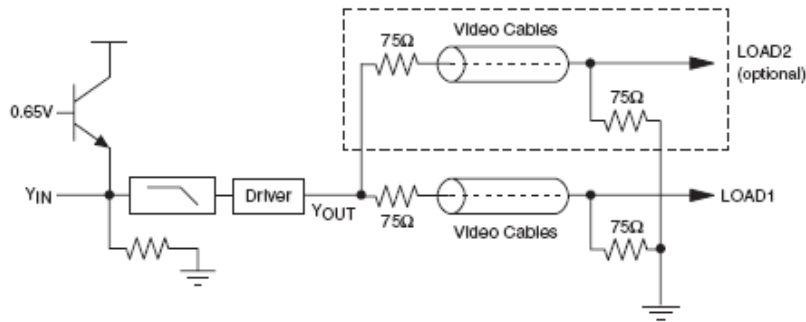 Video Cables
75Ω
LOAD2
(optional)
75Ω
0.65V
YIN
Driver
YOUT
75Ω
Video Cables
LOAD1
75Ω